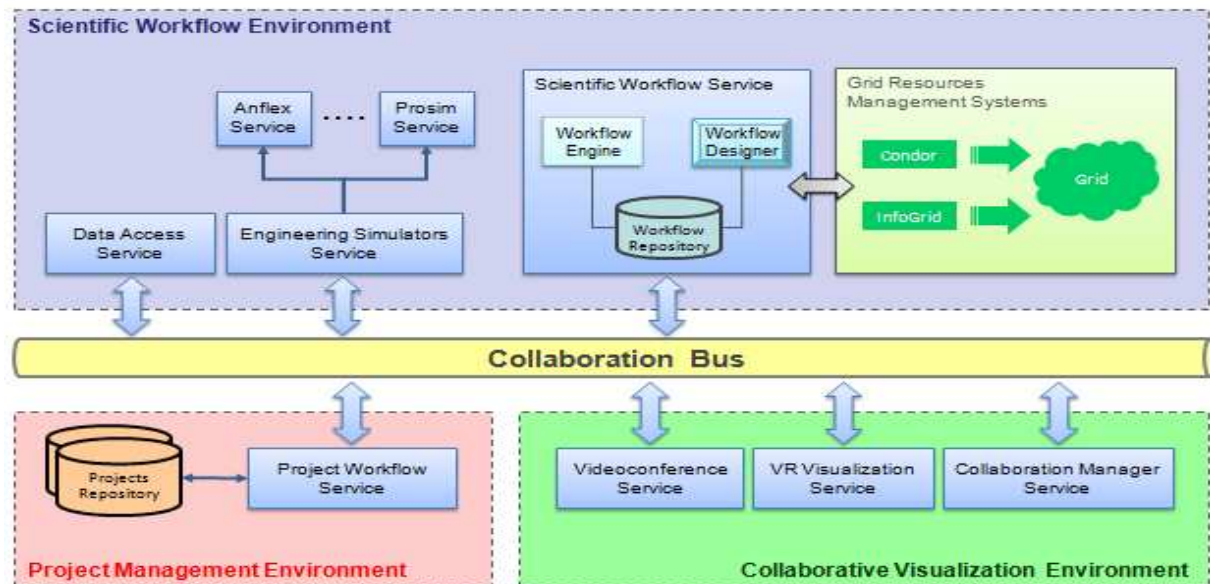 Scientific Workflow Environment
Anflex
Service
....
Prosim
Service
Data Access
Service
Engineering Simulators
Service
Scientific Workflow Service
Workflow
Engine
Workflow
Designer
Workflow
Repository
Grid Resources
Management Systems
Condor
InfoGrid
Grid
Collaboration Bus
Projects
Repository
Project Workflow
Service
Project Management Environment
Videoconference
Service
VR Visualization
Service
Collaboration Manager
Service
Collaborative Visualization Environment